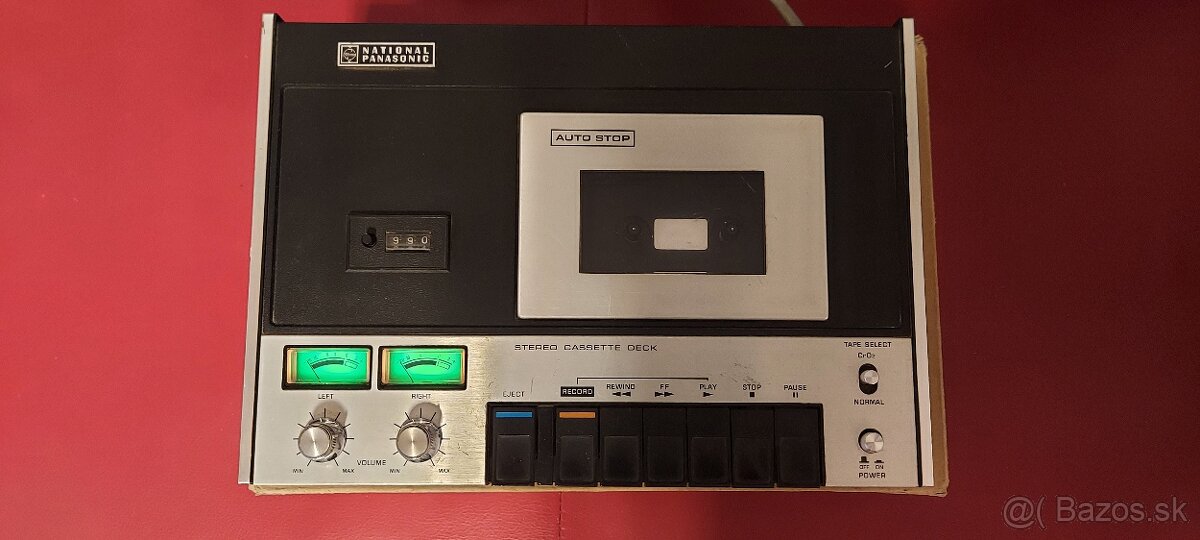 NATIONAL
PANASONIC
AUTO STOP
990
STEREO CASSETTE DECK
TAPE SELECT
CrO2
NORMAL
LEFT
RIGHT
EJECT
RECORD
REWIND
FF
PLAY
STOP
PAUSE
MIN
MAX
VOLUME
MIN
MAX
OFF ON
POWER
@( Bazos.sk